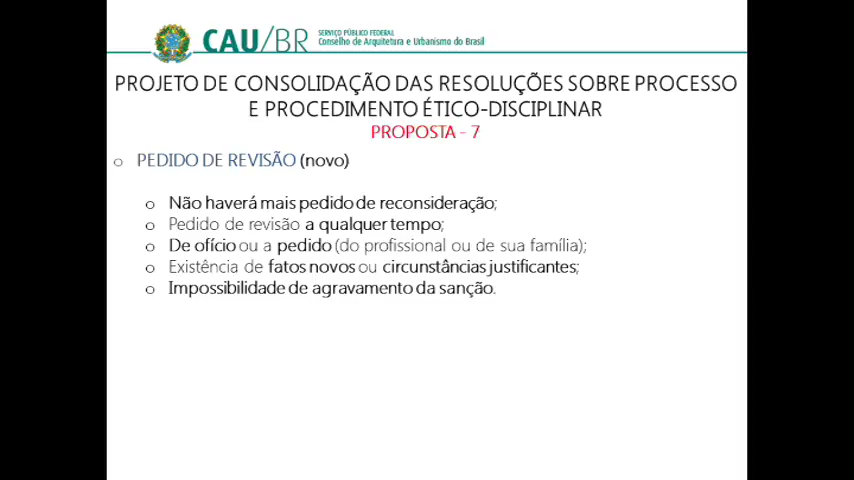 CAU/BR
SERVIÇO PÚBLICO FEDERAL
Conselho de Arquitetura e Urbanismo do Brasil
PROJETO DE CONSOLIDAÇÃO DAS RESOLUÇÕES SOBRE PROCESSO
E PROCEDIMENTO ÉTICO-DISCIPLINAR
PROPOSTA - 7
o PEDIDO DE REVISÃO (novo)
o Não haverá mais pedido de reconsideração;
o Pedido de revisão a qualquer tempo;
o De ofício ou a pedido (do profissional ou de sua família);
o Existência de fatos novos ou circunstâncias justificantes;
o Impossibilidade de agravamento da sanção.